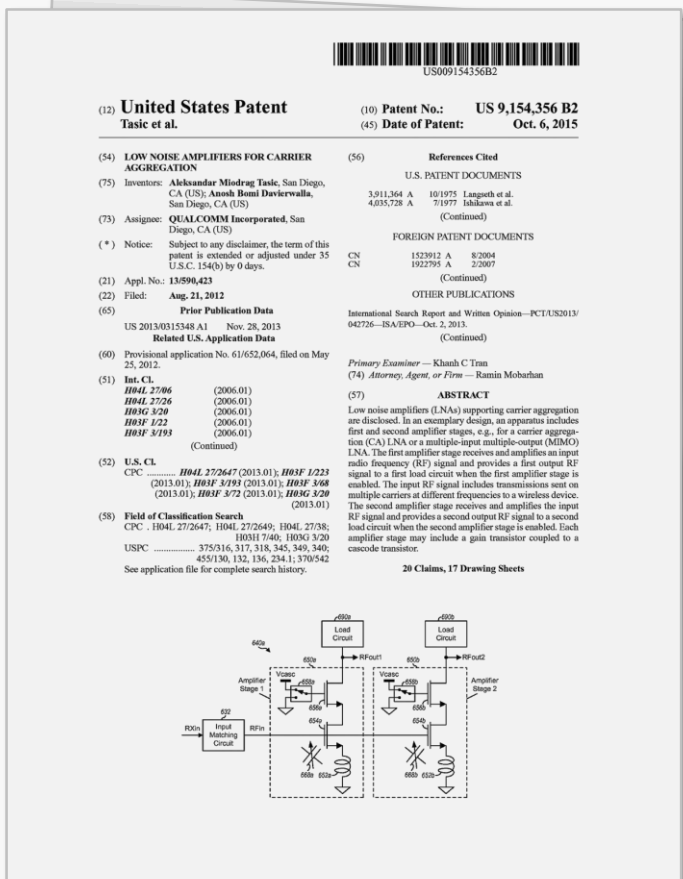 US009154356B2
(12) United States Patent
Tasic et al.
(10) Patent No.: US 9,154,356 B2
(45) Date of Patent: Oct. 6, 2015
(54) LOW NOISE AMPLIFIERS FOR CARRIER
AGGREGATION
(75) Inventors: Aleksandar Miodrag Tasic, San Diego,
CA (US); Anosh Bomi Davierwalla,
San Diego, CA (US)
(73) Assignee: QUALCOMM Incorporated, San
Diego, CA (US)
( * ) Notice: Subject to any disclaimer, the term of this
patent is extended or adjusted under 35
U.S.C. 154(b) by 0 days.
(21) Appl. No.: 13/590,423
(22) Filed: Aug. 21, 2012
(65) Prior Publication Data
US 2013/0315348 A1 Nov. 28, 2013
Related U.S. Application Data
(60) Provisional application No. 61/652,064, filed on May
25, 2012.
(51) Int. Cl.
H04L 27/06 (2006.01)
H04L 27/26 (2006.01)
H03G 3/20 (2006.01)
H03F 1/22 (2006.01)
H03F 3/193 (2006.01)
(Continued)
(52) U.S. Cl.
CPC ........... H04L 27/2647 (2013.01); H03F 1/223
(2013.01); H03F 3/193 (2013.01); H03F 3/68
(2013.01); H03F 3/72 (2013.01); H03G 3/20
(2013.01)
(58) Field of Classification Search
CPC . H04L 27/2647; H04L 27/2649; H04L 27/38;
H03H 7/40; H03G 3/20
USPC ................. 375/316, 317, 318, 345, 349, 340;
455/130, 132, 136, 234.1; 370/542
See application file for complete search history.
(56) References Cited
U.S. PATENT DOCUMENTS
3,911,364 A 10/1975 Langseth et al.
4,035,728 A 7/1977 Ishikawa et al.
(Continued)
FOREIGN PATENT DOCUMENTS
CN 1523912 A 8/2004
CN 1922795 A 2/2007
(Continued)
OTHER PUBLICATIONS
International Search Report and Written Opinion—PCT/US2013/
042726—ISA/EPO—Oct. 2, 2013.
(Continued)
Primary Examiner — Khanh C Tran
(74) Attorney, Agent, or Firm — Ramin Mobarhan
(57) ABSTRACT
Low noise amplifiers (LNAs) supporting carrier aggregation
are disclosed. In an exemplary design, an apparatus includes
first and second amplifier stages, e.g., for a carrier aggrega-
tion (CA) LNA or a multiple-input multiple-output (MIMO)
LNA. The first amplifier stage receives and amplifies an input
radio frequency (RF) signal and provides a first output RF
signal to a first load circuit when the first amplifier stage is
enabled. The input RF signal includes transmissions sent on
multiple carriers at different frequencies to a wireless device.
The second amplifier stage receives and amplifies the input
RF signal and provides a second output RF signal to a second
load circuit when the second amplifier stage is enabled. Each
amplifier stage may include a gain transistor coupled to a
cascode transistor.
20 Claims, 17 Drawing Sheets
690a
690b
Load
Circuit
Load
Circuit
640a
650a
RFout1
650b
RFout2
Amplifier
Stage 1
Vcasc
658a
656a
Vcasc
658b
656b
Amplifier
Stage 2
632
654a
654b
RXin
Input
Matching
Circuit
RFin
668a
652a
668b
652b